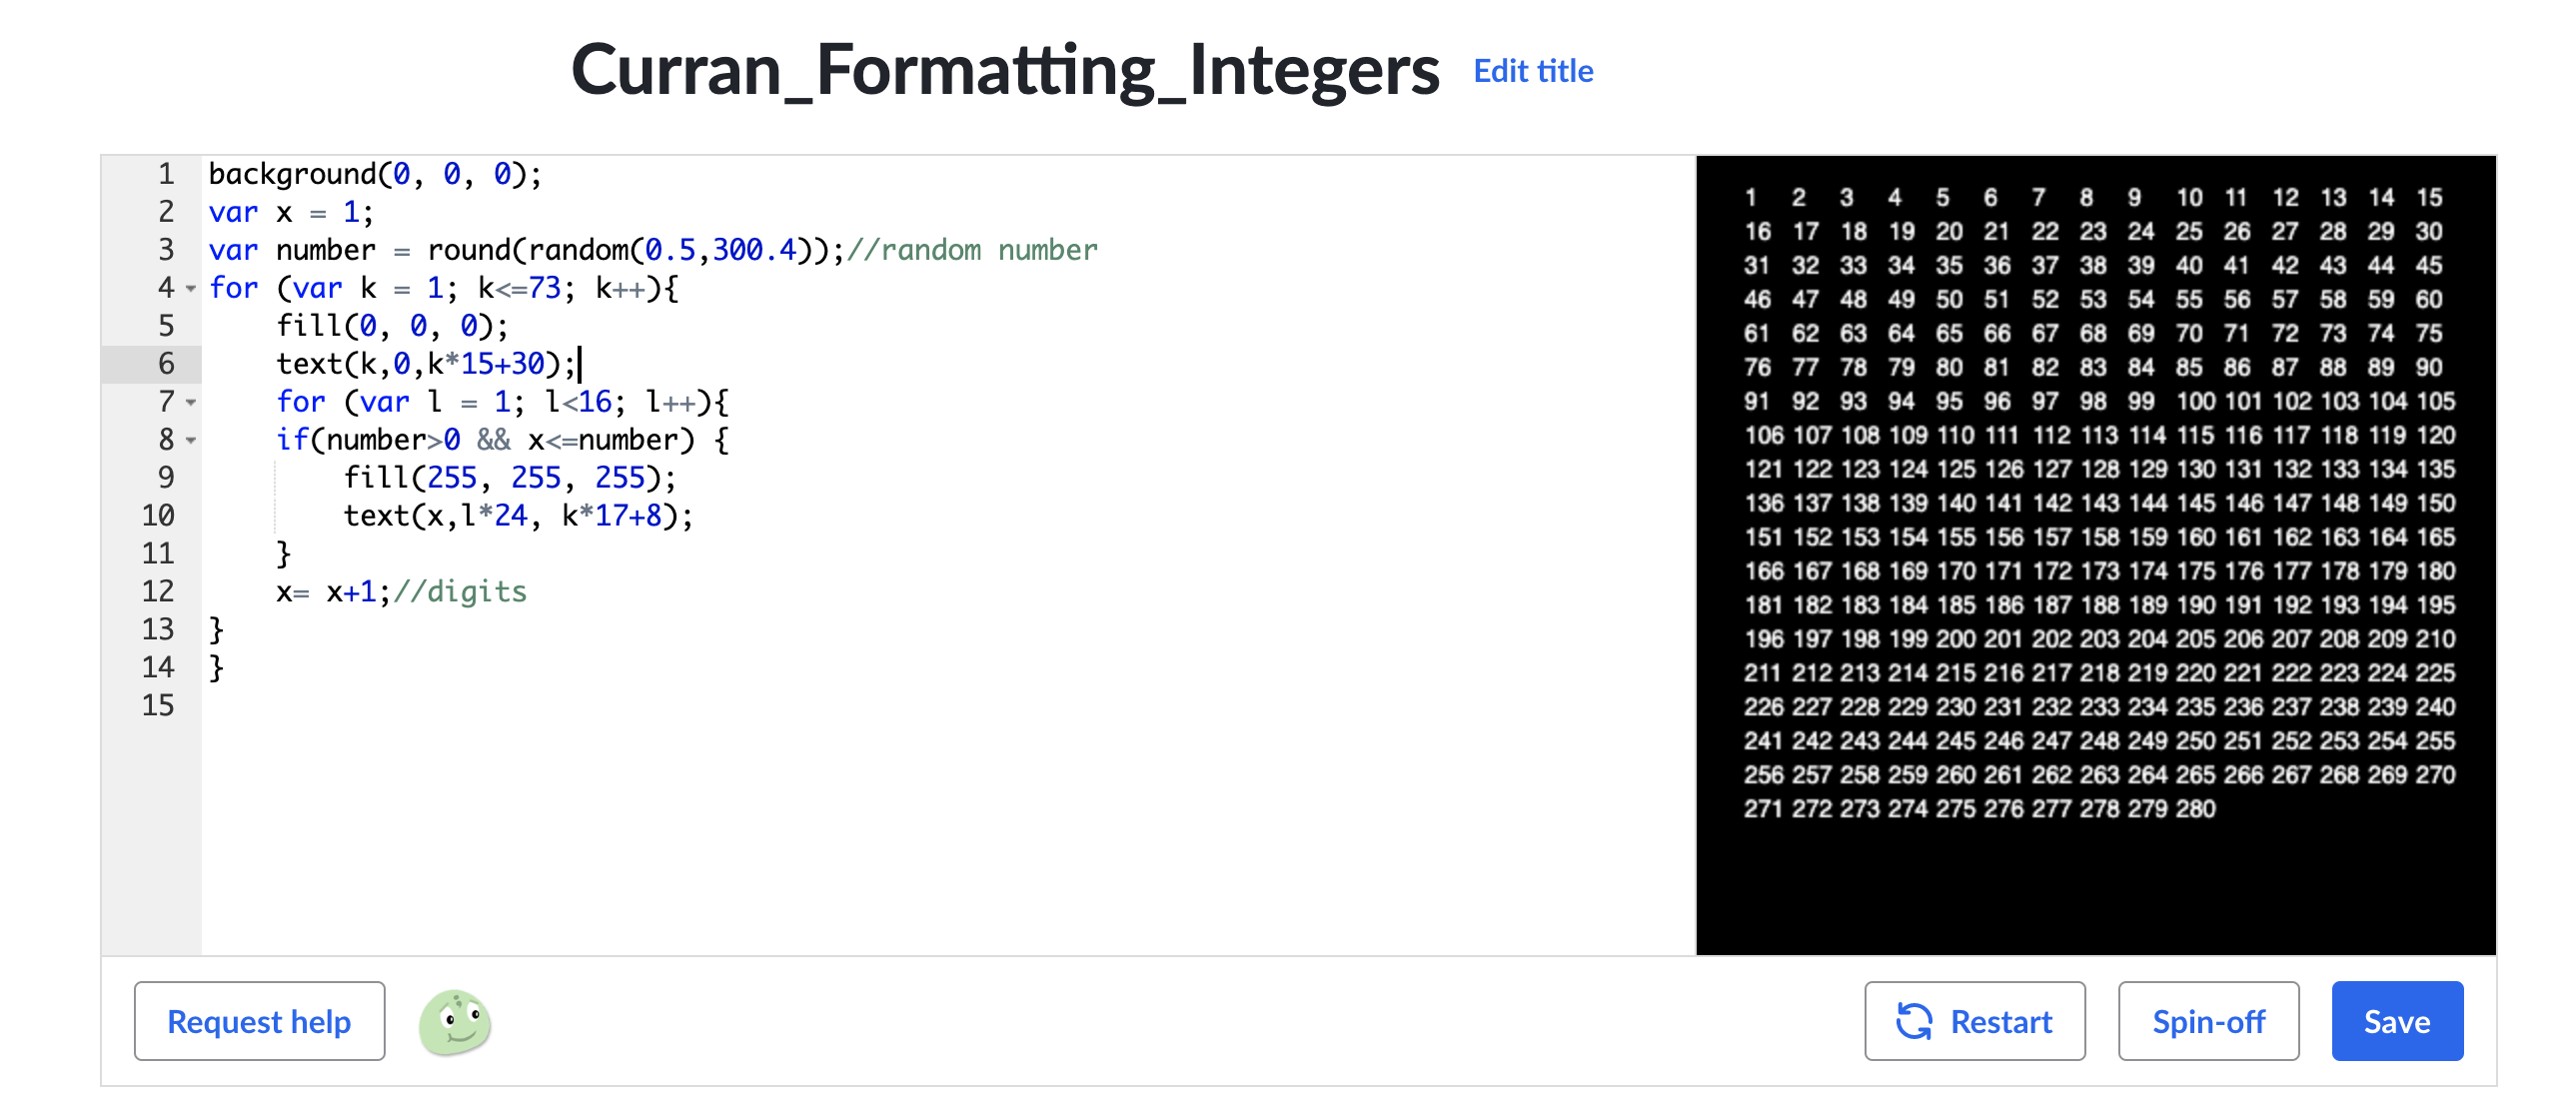 Curran_Formatting_Integers Edit title
1 background(0, 0, 0);
2 var x = 1;
3 var number = round(random(0.5,300.4));//random number
4 for (var k = 1; k<=73; k++){
5     fill(0, 0, 0);
6     text(k,0,k*15+30);
7     for (var l = 1; l<16; l++){
8     if(number>0 && x<=number) {
9         fill(255, 255, 255);
10         text(x,l*24, k*17+8);
11     }
12     x= x+1;//digits
13 }
14 }
15
1 2 3 4 5 6 7 8 9 10 11 12 13 14 15
16 17 18 19 20 21 22 23 24 25 26 27 28 29 30
31 32 33 34 35 36 37 38 39 40 41 42 43 44 45
46 47 48 49 50 51 52 53 54 55 56 57 58 59 60
61 62 63 64 65 66 67 68 69 70 71 72 73 74 75
76 77 78 79 80 81 82 83 84 85 86 87 88 89 90
91 92 93 94 95 96 97 98 99 100 101 102 103 104 105
106 107 108 109 110 111 112 113 114 115 116 117 118 119 120
121 122 123 124 125 126 127 128 129 130 131 132 133 134 135
136 137 138 139 140 141 142 143 144 145 146 147 148 149 150
151 152 153 154 155 156 157 158 159 160 161 162 163 164 165
166 167 168 169 170 171 172 173 174 175 176 177 178 179 180
181 182 183 184 185 186 187 188 189 190 191 192 193 194 195
196 197 198 199 200 201 202 203 204 205 206 207 208 209 210
211 212 213 214 215 216 217 218 219 220 221 222 223 224 225
226 227 228 229 230 231 232 233 234 235 236 237 238 239 240
241 242 243 244 245 246 247 248 249 250 251 252 253 254 255
256 257 258 259 260 261 262 263 264 265 266 267 268 269 270
271 272 273 274 275 276 277 278 279 280
Request help Restart Spin-off Save